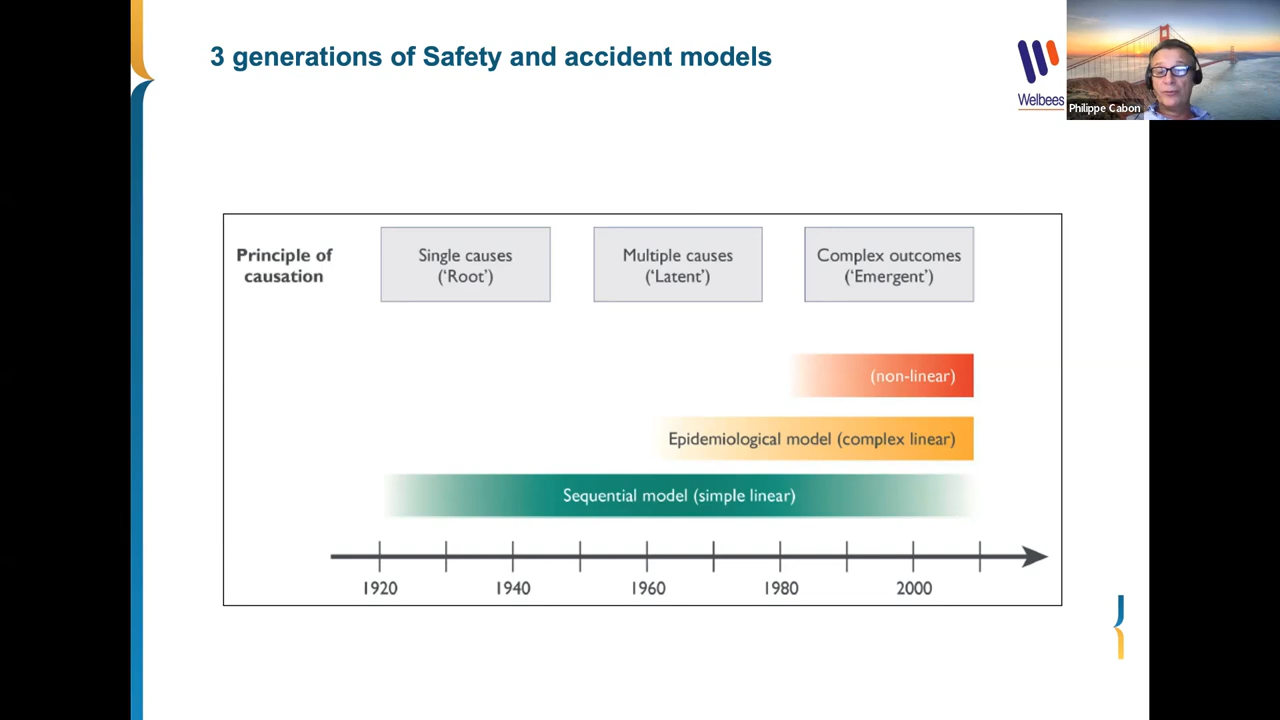 3 generations of Safety and accident models
Welbees
Philippe Cabon
Principle of
causation
Single causes
(‘Root’)
Multiple causes
(‘Latent’)
Complex outcomes
(‘Emergent’)
(non-linear)
Epidemiological model (complex linear)
Sequential model (simple linear)
1920 1940 1960 1980 2000